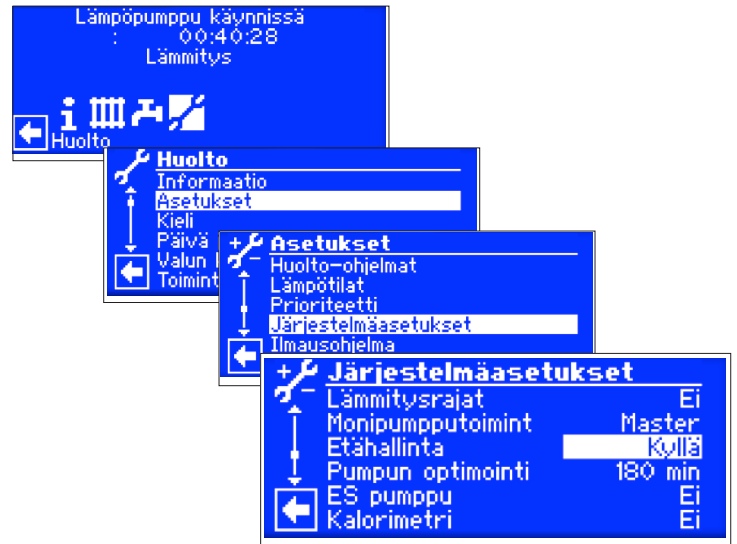 Lämpöpumppu käynnissä
: 00:40:28
Lämmitys
Huolto
Huolto
Informaatio
Asetukset
Kieli
Päivä
Valun
Toimint
Asetukset
Huolto-ohjelmat
Lämpötilat
Prioriteetti
Järjestelmäasetukset
Ilmausohjelma
Järjestelmäasetukset
Lämmitysrajat Ei
Monipumpputoimint Master
Etähallinta Kyllä
Pumpun optimointi 180 min
ES pumppu Ei
Kalorimetri Ei